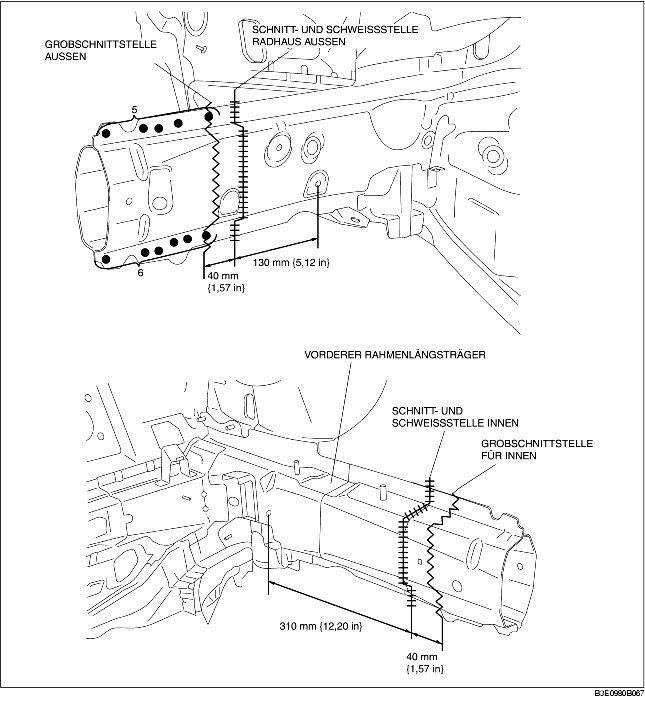 SCHNITT- UND SCHWEISSSTELLE
RADHAUS AUSSEN
GROBSCHNITTSTELLE
AUSSEN
5
130 mm {5,12 in}
6
40 mm
{1,57 in}
VORDERER RAHMENLÄNGSTRÄGER
SCHNITT- UND
SCHWEISSSTELLE INNEN
GROBSCHNITTSTELLE
FÜR INNEN
310 mm {12,20 in}
40 mm
{1,57 in}
B3E0980B067